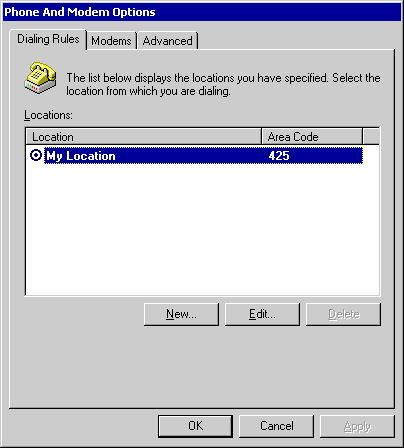 Phone And Modem Options
Dialing Rules Modems Advanced
The list below displays the locations you have specified. Select the
location from which you are dialing.
Locations:
Location Area Code
My Location 425
New... Edit... Delete
OK Cancel Apply